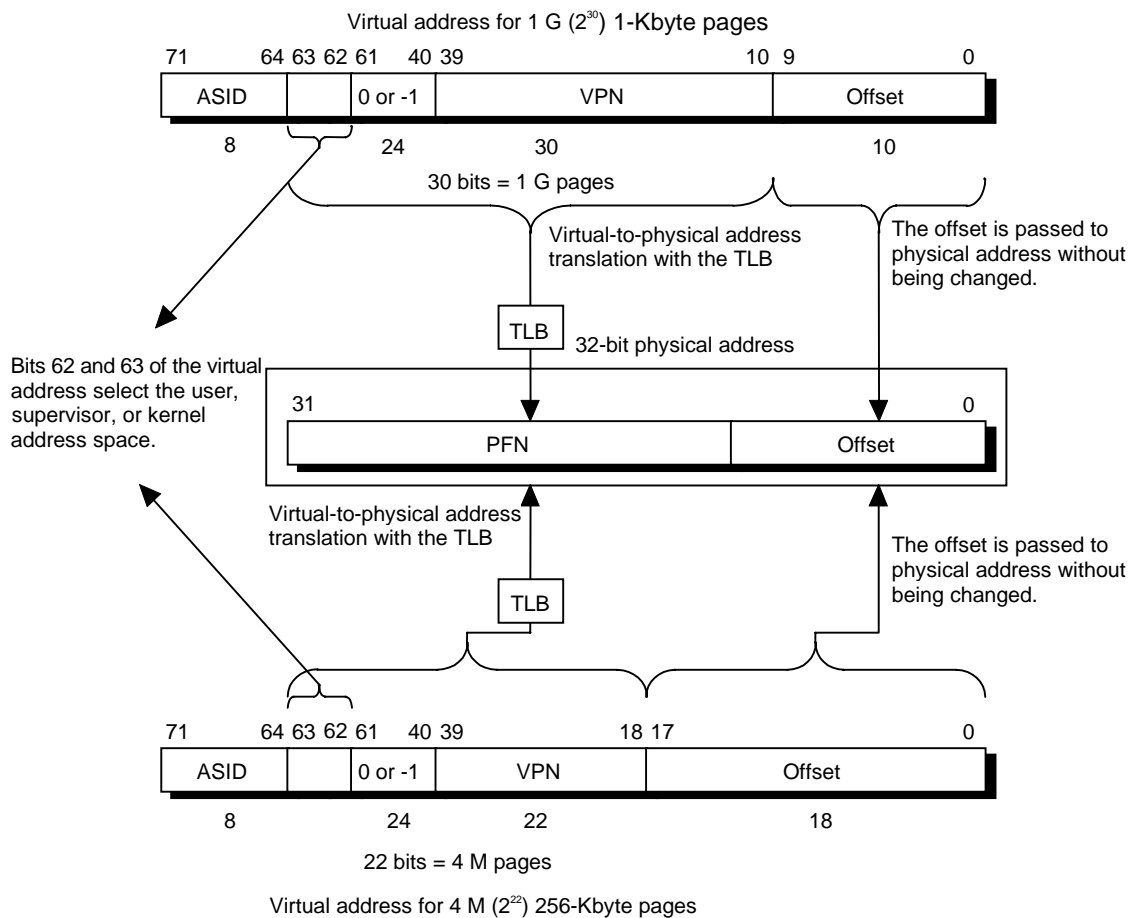 Virtual address for 1 G (2³⁰) 1-Kbyte pages
71 64 63 62 61 40 39 10 9 0
ASID 0 or -1 VPN Offset
8 24 30 10
30 bits = 1 G pages
Virtual-to-physical address
translation with the TLB
The offset is passed to
physical address without
being changed.
TLB
32-bit physical address
Bits 62 and 63 of the virtual
address select the user,
supervisor, or kernel
address space.
31 0
PFN Offset
Virtual-to-physical address
translation with the TLB
The offset is passed to
physical address without
being changed.
TLB
71 64 63 62 61 40 39 18 17 0
ASID 0 or -1 VPN Offset
8 24 22 18
22 bits = 4 M pages
Virtual address for 4 M (2²²) 256-Kbyte pages